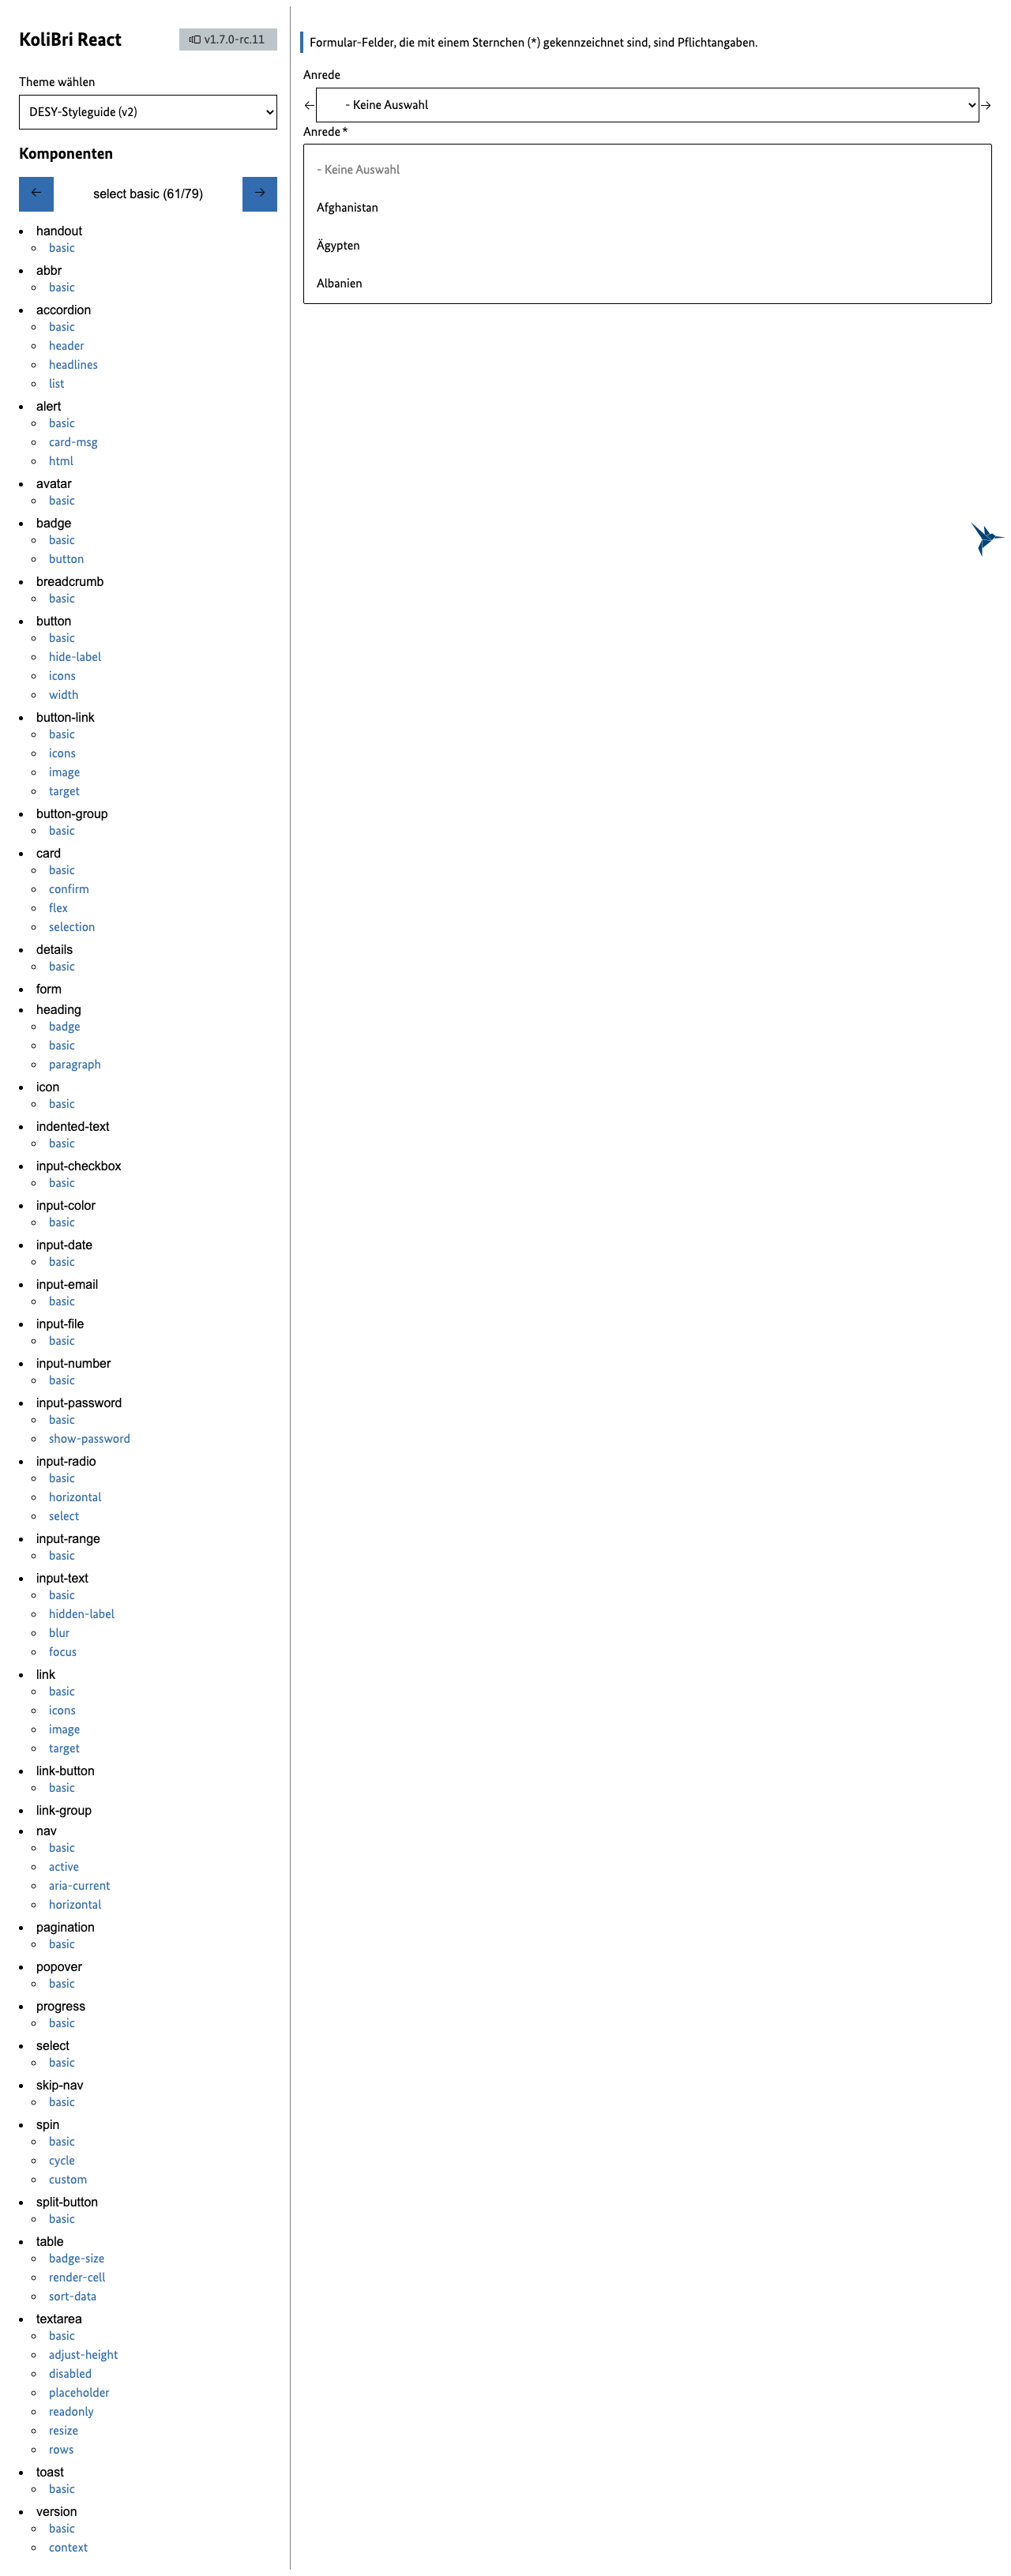 KoliBri React
v1.7.0-rc.11
Theme wählen
DESY-Styleguide (v2)
Komponenten
←
select basic (61/79)
→
handout
basic
abbr
basic
accordion
basic
header
headlines
list
alert
basic
card-msg
html
avatar
basic
badge
basic
button
breadcrumb
basic
button
basic
hide-label
icons
width
button-link
basic
icons
image
target
button-group
basic
card
basic
confirm
flex
selection
details
basic
form
heading
badge
basic
paragraph
icon
basic
indented-text
basic
input-checkbox
basic
input-color
basic
input-date
basic
input-email
basic
input-file
basic
input-number
basic
input-password
basic
show-password
input-radio
basic
horizontal
select
input-range
basic
input-text
basic
hidden-label
blur
focus
link
basic
icons
image
target
link-button
basic
link-group
nav
basic
active
aria-current
horizontal
pagination
basic
popover
basic
progress
basic
select
basic
skip-nav
basic
spin
basic
cycle
custom
split-button
basic
table
badge-size
render-cell
sort-data
textarea
basic
adjust-height
disabled
placeholder
readonly
resize
rows
toast
basic
version
basic
context
Formular-Felder, die mit einem Sternchen (*) gekennzeichnet sind, sind Pflichtangaben.
Anrede
← - Keine Auswahl →
Anrede *
- Keine Auswahl
Afghanistan
Ägypten
Albanien